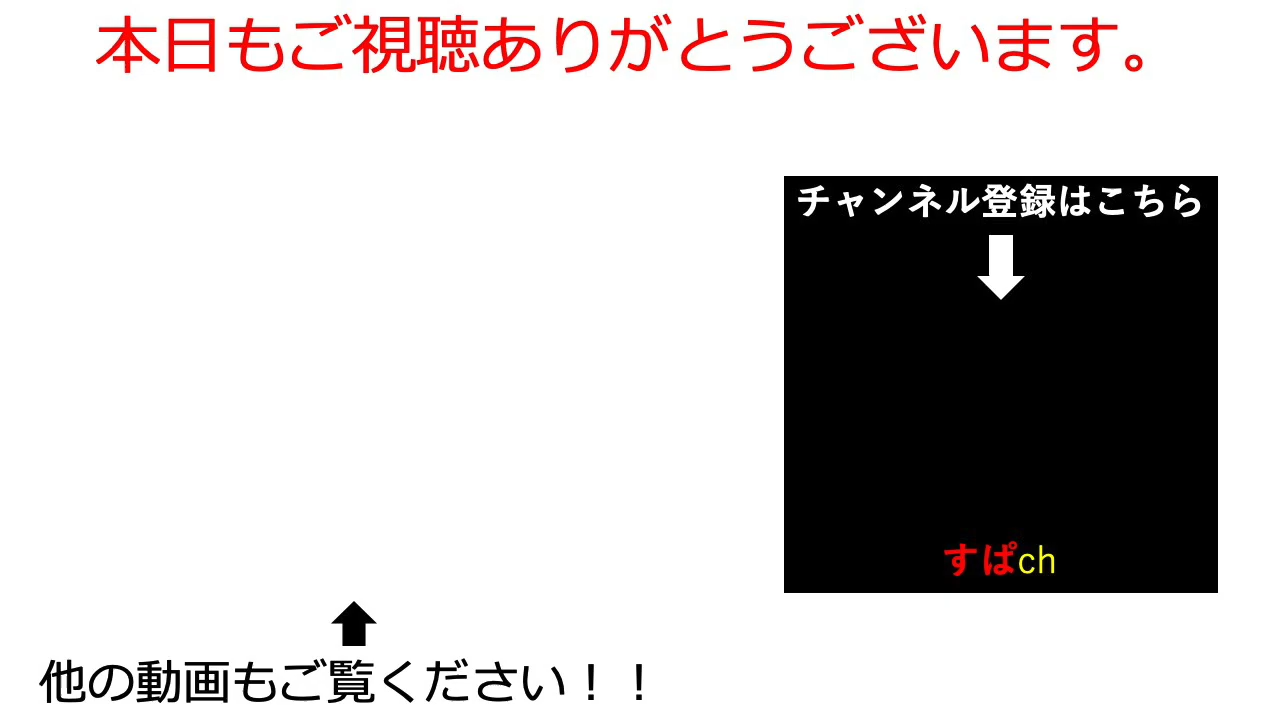 本日もご視聴ありがとうございます。
チャンネル登録はこちら
すぱch
他の動画もご覧ください！！